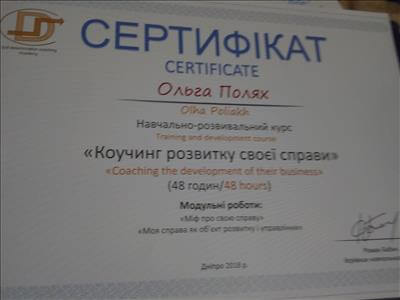 СЕРТИФІКАТ
CERTIFICATE
Ольга Полях
Olha Poliakh
Навчально-розвивальний курс
Training and development course
«Коучинг розвитку своєї справи»
«Coaching the development of their business»
(48 годин/48 hours)
Модульні роботи:
«Міф про свою справу»
«Моя справа як об'єкт розвитку і управління»
Дніпро 2018 р.